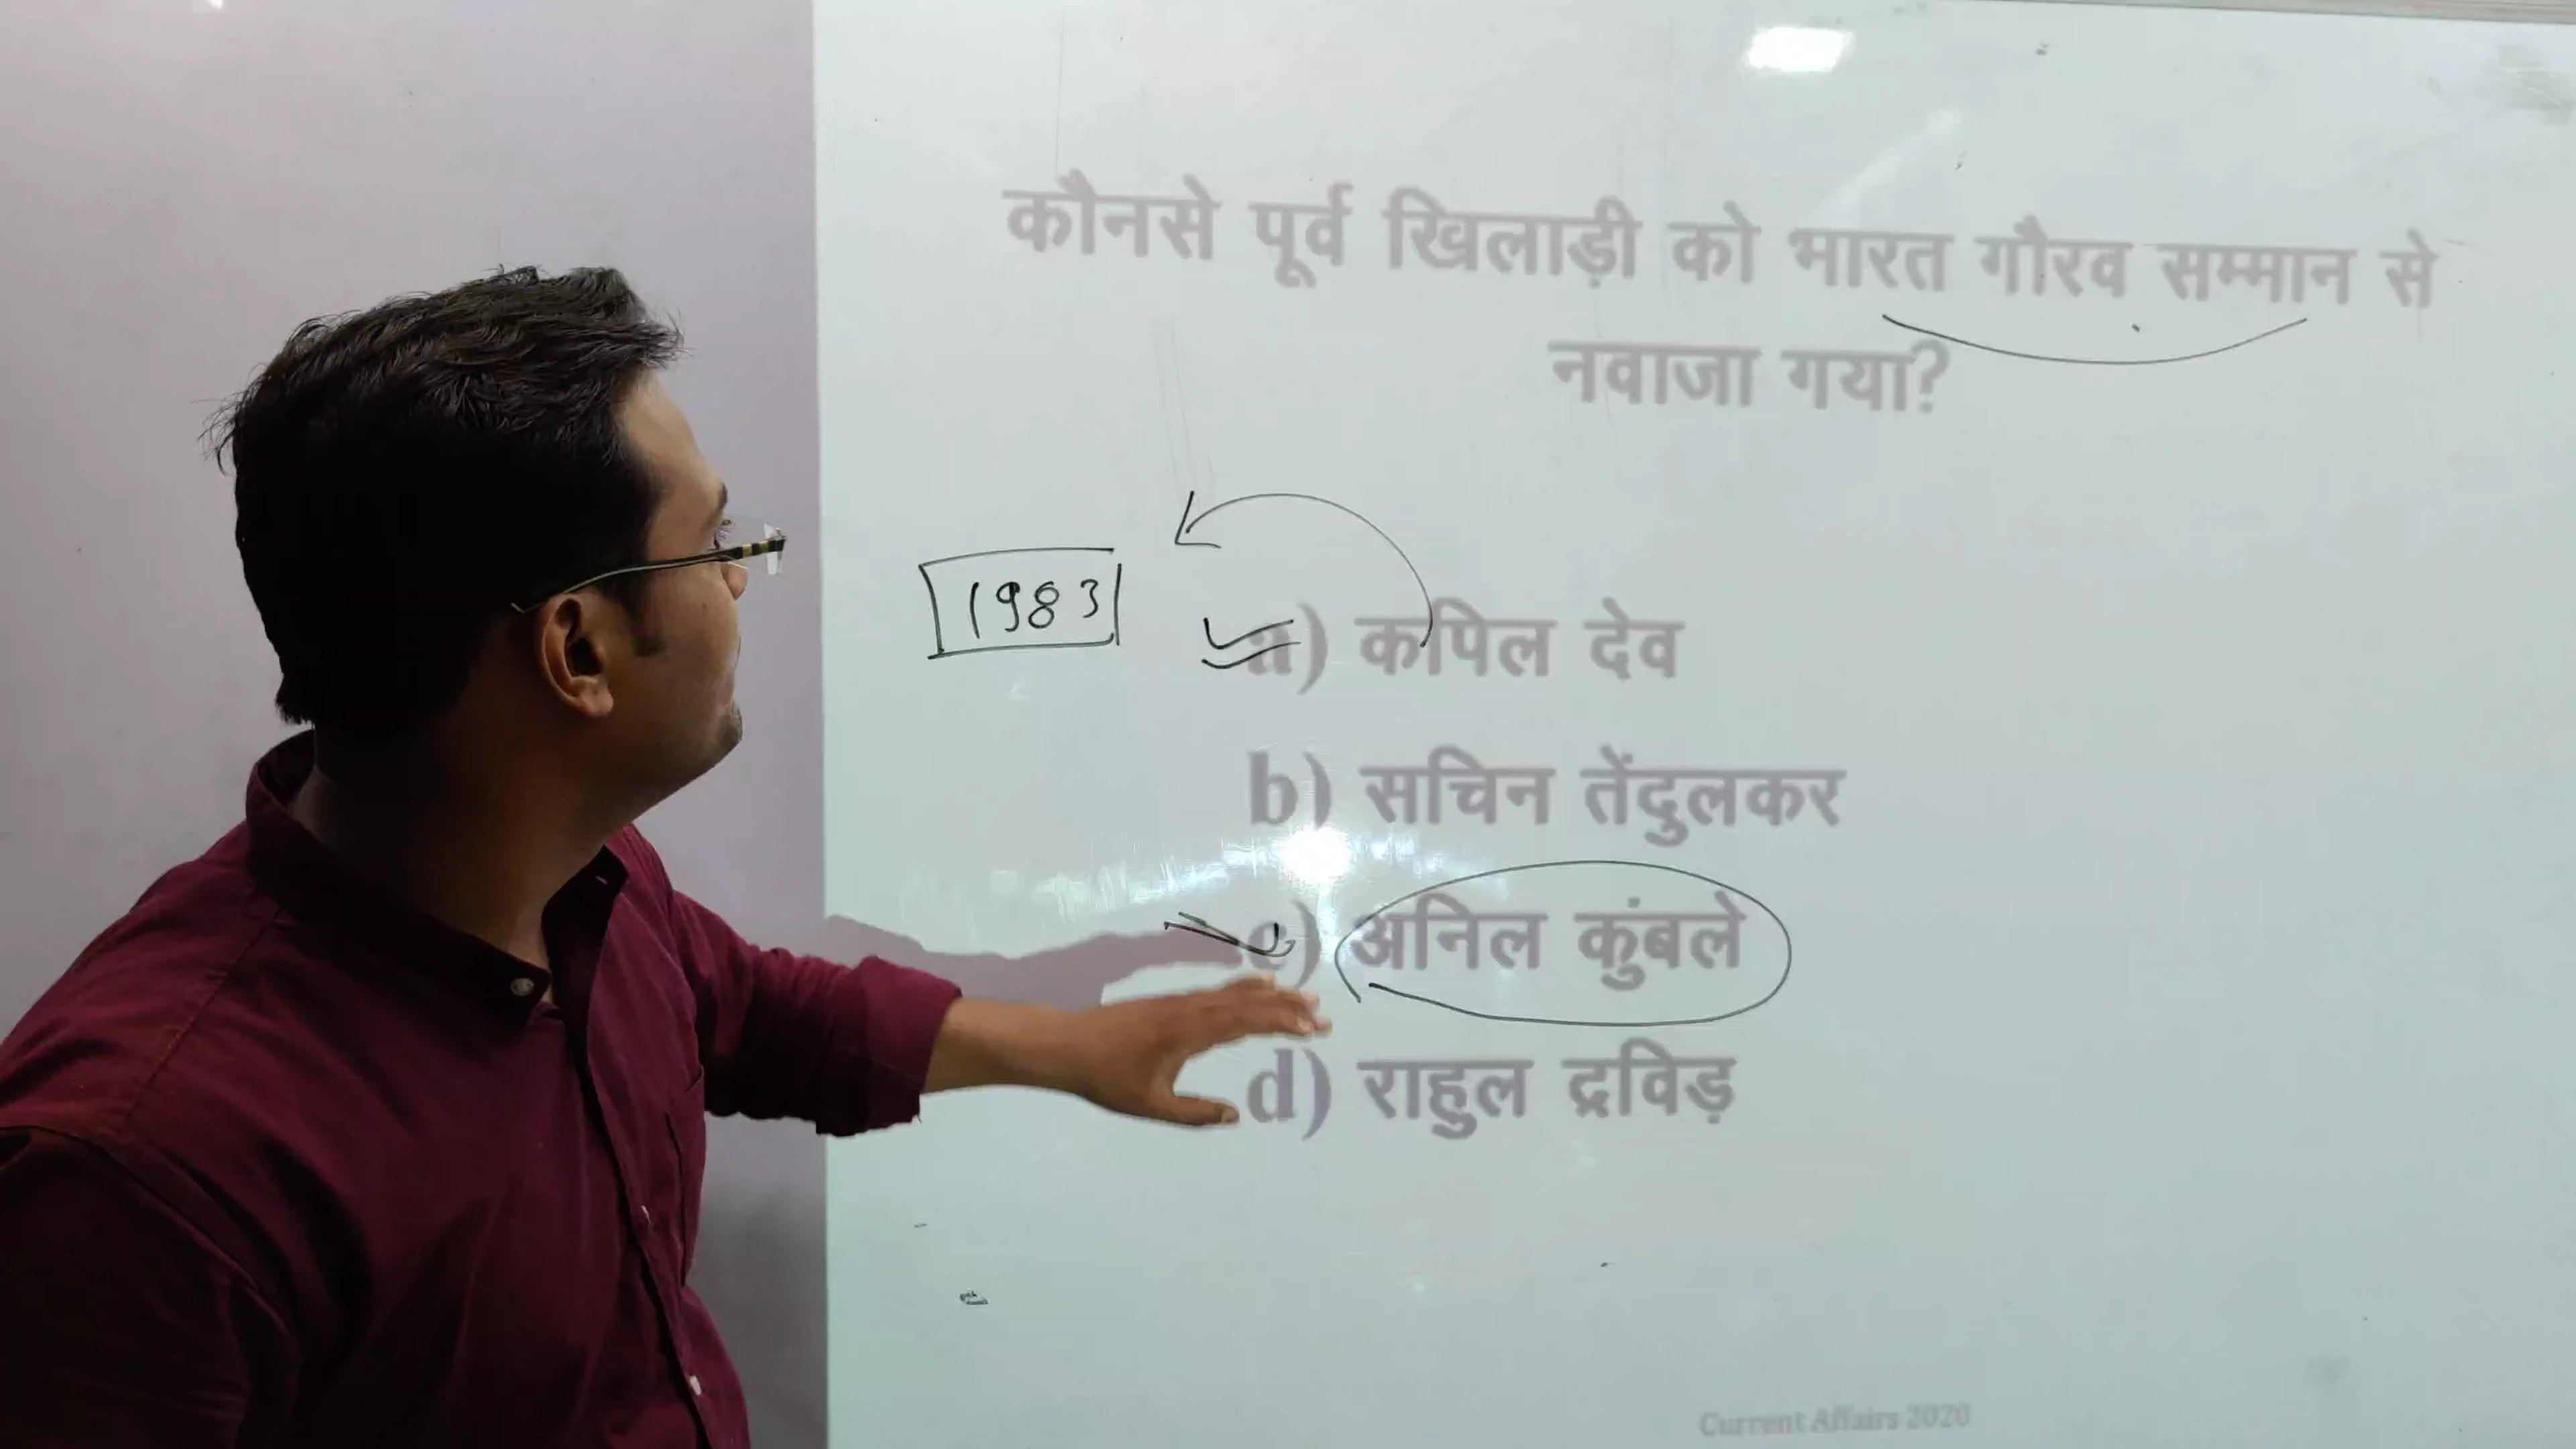 कौनसे पूर्व खिलाड़ी को भारत गौरव सम्मान से
नवाजा गया?
1983
a) कपिल देव
b) सचिन तेंदुलकर
c) अनिल कुंबले
d) राहुल द्रविड़
Current Affairs 2020